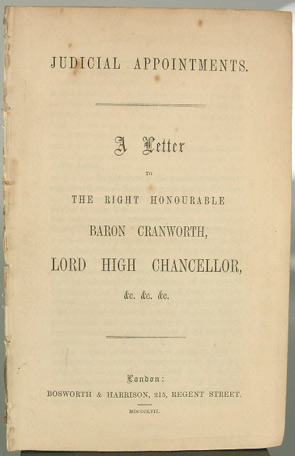 JUDICIAL APPOINTMENTS.
A Letter
TO
THE RIGHT HONOURABLE
BARON CRANWORTH,
LORD HIGH CHANCELLOR,
&c. &c. &c.
London:
BOSWORTH & HARRISON, 215, REGENT STREET.
MDCCCLVII.